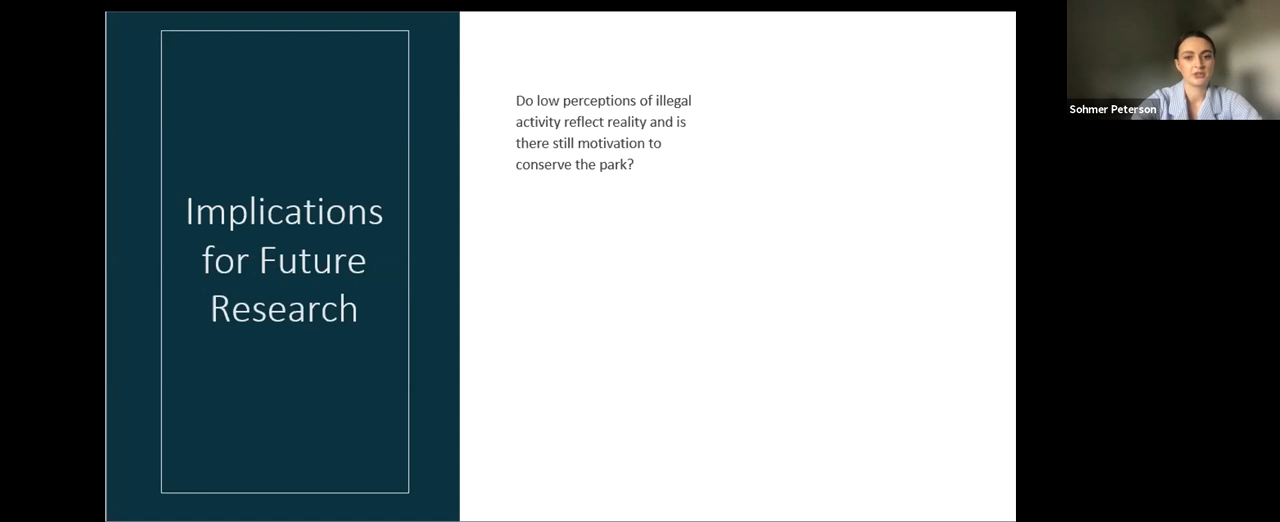 Implications
for Future
Research
Do low perceptions of illegal
activity reflect reality and is
there still motivation to
conserve the park?
Sohmer Peterson